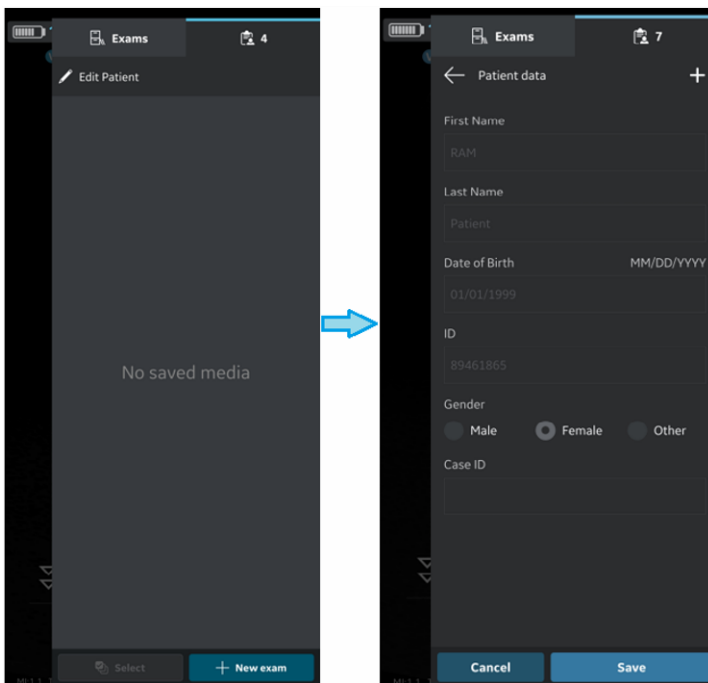 Exams
4
Edit Patient
No saved media
Select
New exam
Exams
7
Patient data
First Name
RAM
Last Name
Patient
Date of Birth MM/DD/YYYY
01/01/1999
ID
89461865
Gender
Male Female Other
Case ID
Cancel Save